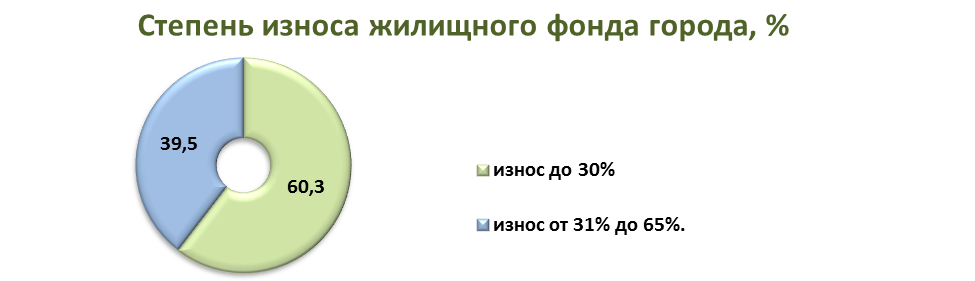 Степень износа жилищного фонда города, %
39,5
60,3
износ до 30%
износ от 31% до 65%.